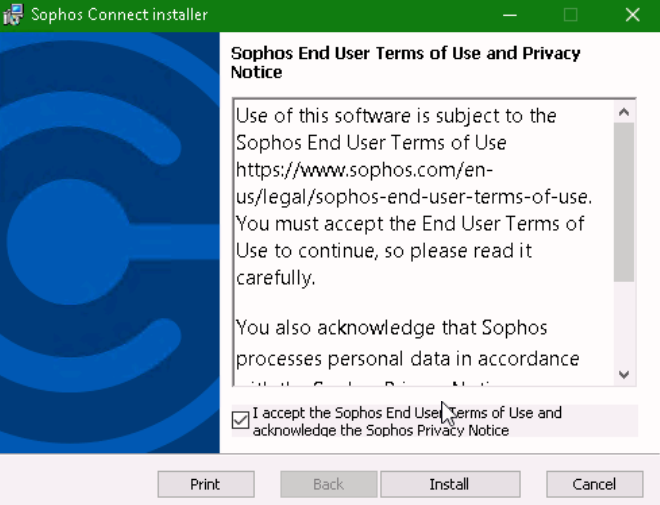 Sophos Connect installer
Sophos End User Terms of Use and Privacy
Notice
Use of this software is subject to the
Sophos End User Terms of Use
https://www.sophos.com/en-
us/legal/sophos-end-user-terms-of-use.
You must accept the End User Terms of
Use to continue, so please read it
carefully.
You also acknowledge that Sophos
processes personal data in accordance
I accept the Sophos End User Terms of Use and
acknowledge the Sophos Privacy Notice
Print
Back
Install
Cancel